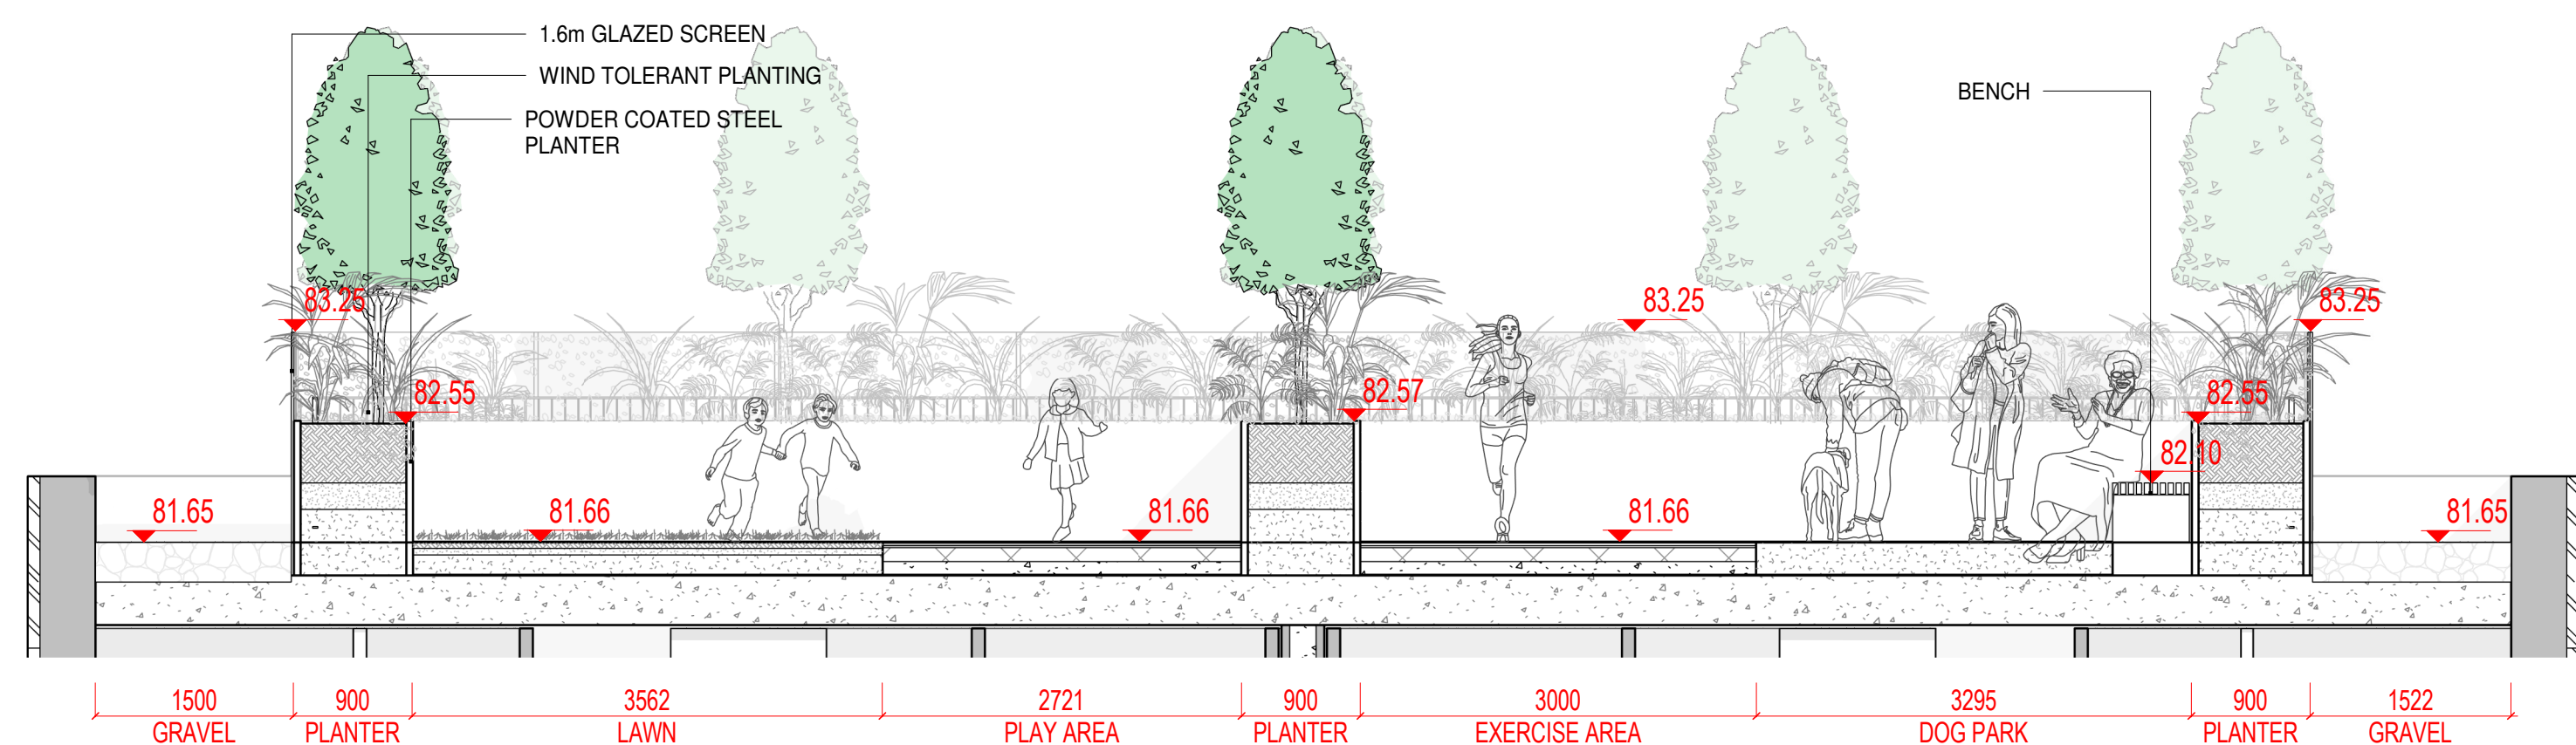 1.6m GLAZED SCREEN
WIND TOLERANT PLANTING
POWDER COATED STEEL
PLANTER
BENCH
83.25
83.25
83.25
82.55
82.57
82.55
82.10
81.65
81.66
81.66
81.66
81.65
1500 900 3562 2721 900 3000 3295 900 1522
GRAVEL PLANTER LAWN PLAY AREA PLANTER EXERCISE AREA DOG PARK PLANTER GRAVEL